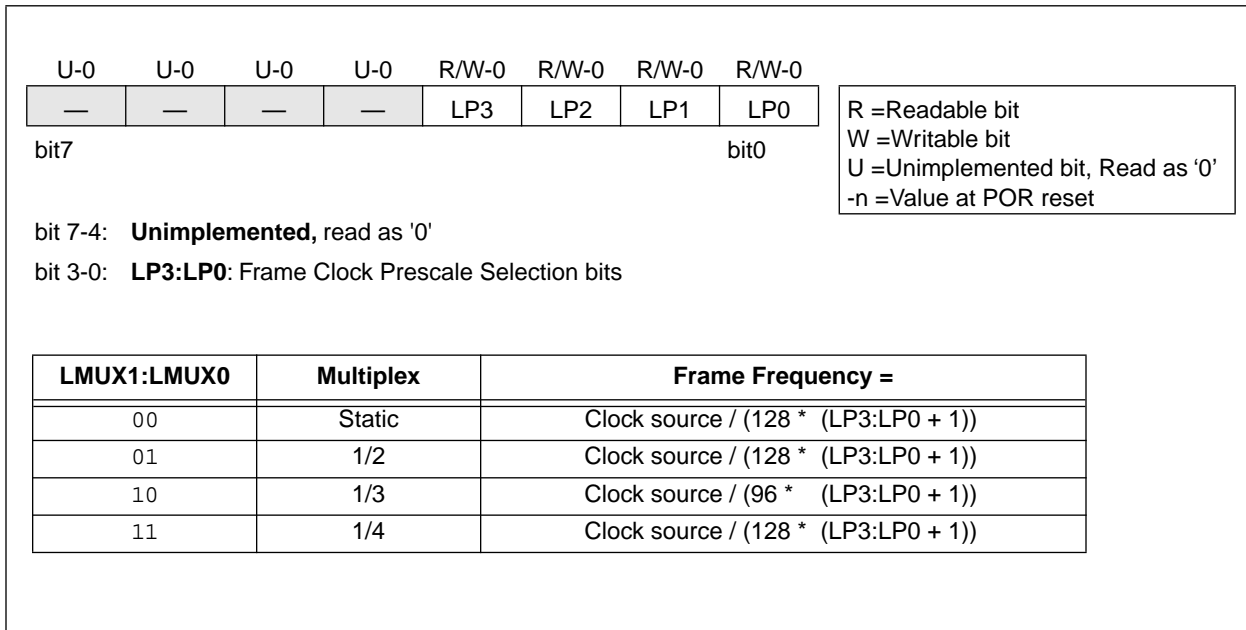 U-0 U-0 U-0 U-0 R/W-0 R/W-0 R/W-0 R/W-0
— — — — LP3 LP2 LP1 LP0
bit7 bit0
R =Readable bit
W =Writable bit
U =Unimplemented bit, Read as ‘0’
-n =Value at POR reset
bit 7-4: Unimplemented, read as '0'
bit 3-0: LP3:LP0: Frame Clock Prescale Selection bits
LMUX1:LMUX0 Multiplex Frame Frequency =
00 Static Clock source / (128 * (LP3:LP0 + 1))
01 1/2 Clock source / (128 * (LP3:LP0 + 1))
10 1/3 Clock source / (96 * (LP3:LP0 + 1))
11 1/4 Clock source / (128 * (LP3:LP0 + 1))